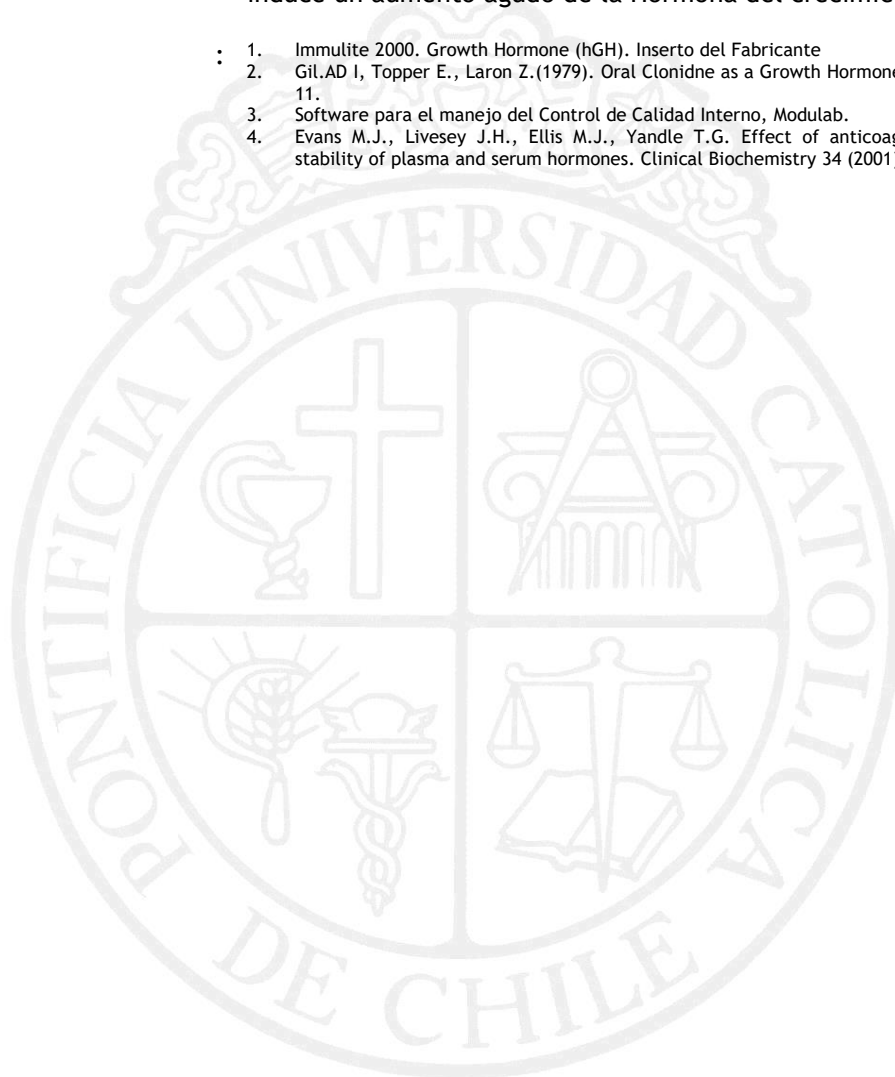 induce un aumento agudo de la Hormona del
: 1. Immulite 2000. Growth Hormone (hGH). Inserto del Fabricante
2. Gil.AD I, Topper E., Laron Z.(1979). Oral Clonidne as a Growth Hormone
11.
3. Software para el manejo del Control de Calidad Interno, Modulab.
4. Evans M.J., Livesey J.H., Ellis M.J., Yandle T.G. Effect of
stability of plasma and serum hormones. Clinical Biochemistry 34 (2001)
PONTIFICIA UNIVERSIDAD CATOLICA
DE CHILE